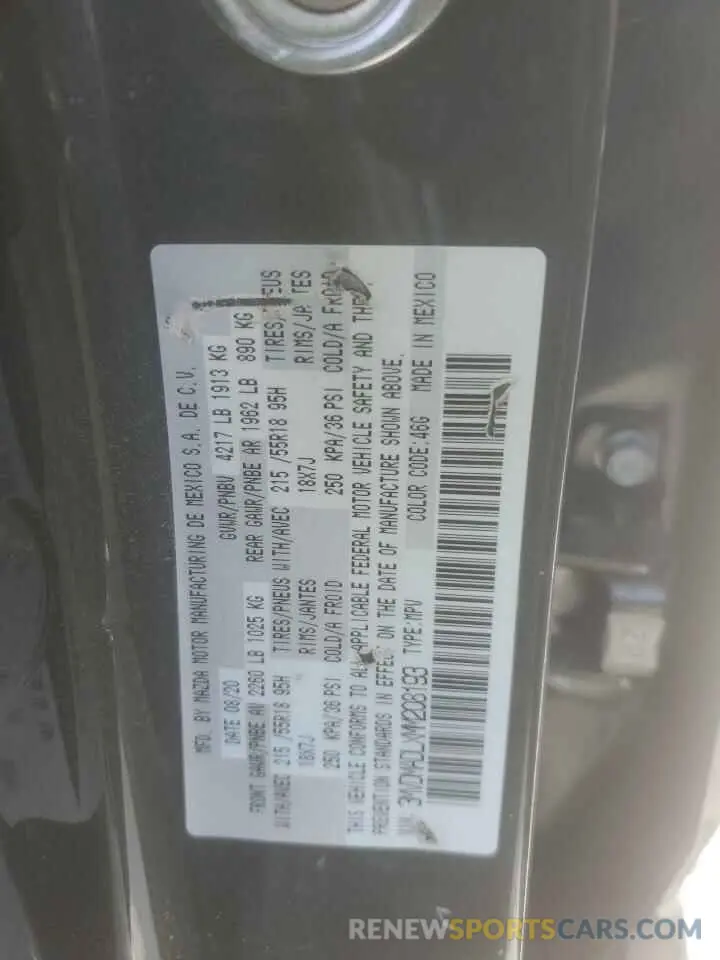 MFD. BY MAZDA MOTOR MANUFACTURING DE MEXICO S.A. DE C.V.
DATE 08/20 GVWR/PNBV 4217 LB 1913 KG
FRONT GAWR/PNBE AV 2260 LB 1025 KG REAR GAWR/PNBE AR 1962 LB 890 KG
WITH/AVEC 215 /55R18 95H TIRES/PNEUS WITH/AVEC 215 /55R18 95H TIRES/
18X7J RIMS/JANTES 18X7J RIMS/JANTES
250 KPA/36 PSI COLD/A FROID 250 KPA/36 PSI COLD/A FROID
THIS VEHICLE CONFORMS TO ALL APPLICABLE FEDERAL MOTOR VEHICLE SAFETY AND THEFT
PREVENTION STANDARDS IN EFFECT ON THE DATE OF MANUFACTURE SHOWN ABOVE.
3MVDMADLXMM208193 TYPE:MPV COLOR CODE:46G MADE IN MEXICO
RENEWSPORTSCARS.COM